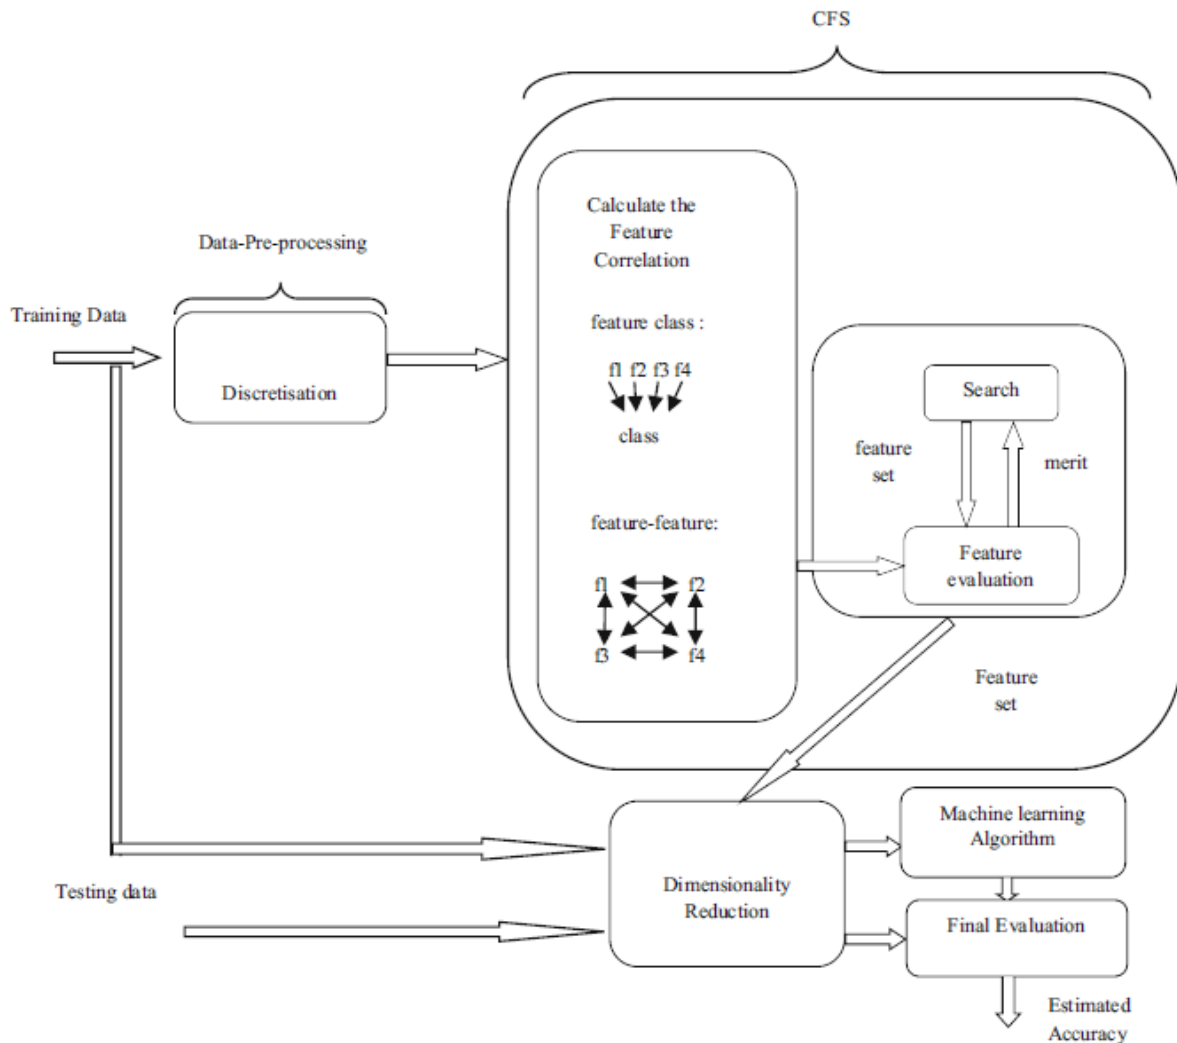 CFS
Calculate the
Feature
Correlation
Data-Pre-processing
Training Data
feature class :
f1 f2 f3 f4
class
Discretisation
Search
feature
set
merit
feature-feature:
Feature
evaluation
f1 f2
f3 f4
Feature
set
Machine learning
Algorithm
Testing data
Dimensionality
Reduction
Final Evaluation
Estimated
Accuracy